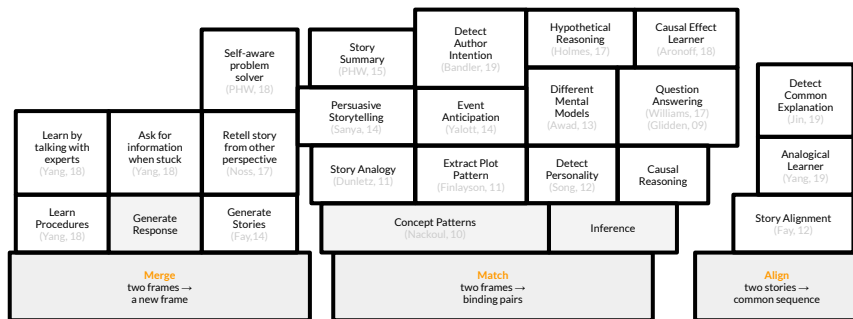 Self-aware
problem
solver
(PHW, 18)
Learn by
talking with
experts
(Yang, 18)
Ask for
information
when stuck
(Yang, 18)
Retell story
from other
perspective
(Noss, 17)
Learn
Procedures
(Yang, 18)
Generate
Response
Generate
Stories
(Fay,14)
Merge
two frames →
a new frame
Story
Summary
(PHW, 15)
Detect
Author
Intention
(Bandler, 19)
Hypothetical
Reasoning
(Holmes, 17)
Causal Effect
Learner
(Aronoff, 18)
Persuasive
Storytelling
(Sanya, 14)
Event
Anticipation
(Yalott, 14)
Different
Mental
Models
(Awad, 13)
Question
Answering
(Williams, 17)
(Glidden, 09)
Story Analogy
(Dunletz, 11)
Extract Plot
Pattern
(Finlayson, 11)
Detect
Personality
(Song, 12)
Causal
Reasoning
Concept Patterns
(Nackoul, 10)
Inference
Match
two frames →
binding pairs
Detect
Common
Explanation
(Jin, 19)
Analogical
Learner
(Yang, 19)
Story Alignment
(Fay, 12)
Align
two stories →
common sequence